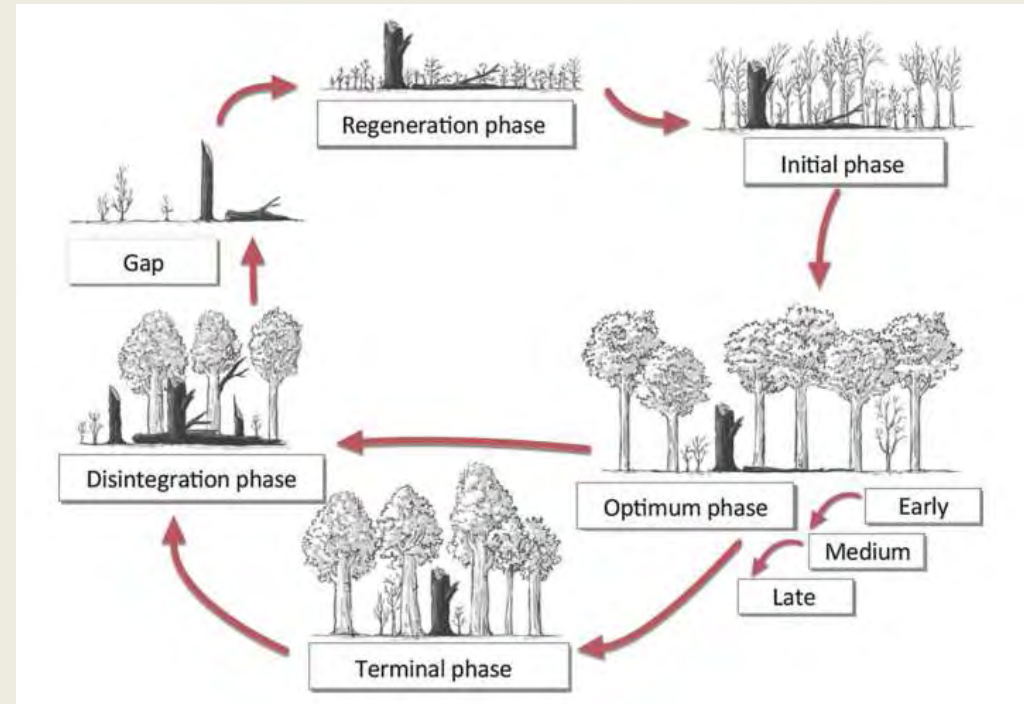 Regeneration phase
Initial phase
Gap
Disintegration phase
Optimum phase
Early
Medium
Late
Terminal phase